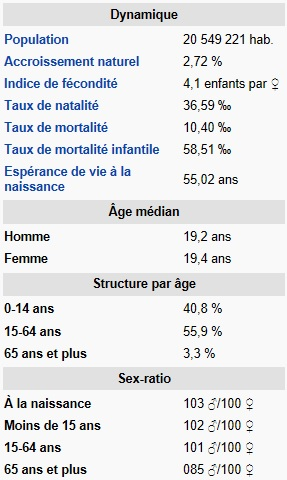 Dynamique
Population 20 549 221 hab.
Accroissement naturel 2,72 %
Indice de fécondité 4,1 enfants par ♀
Taux de natalité 36,59 ‰
Taux de mortalité 10,40 ‰
Taux de mortalité infantile 58,51 ‰
Espérance de vie à la
naissance 55,02 ans
Âge médian
Homme 19,2 ans
Femme 19,4 ans
Structure par âge
0-14 ans 40,8 %
15-64 ans 55,9 %
65 ans et plus 3,3 %
Sex-ratio
À la naissance 103 ♂/100 ♀
Moins de 15 ans 102 ♂/100 ♀
15-64 ans 101 ♂/100 ♀
65 ans et plus 085 ♂/100 ♀